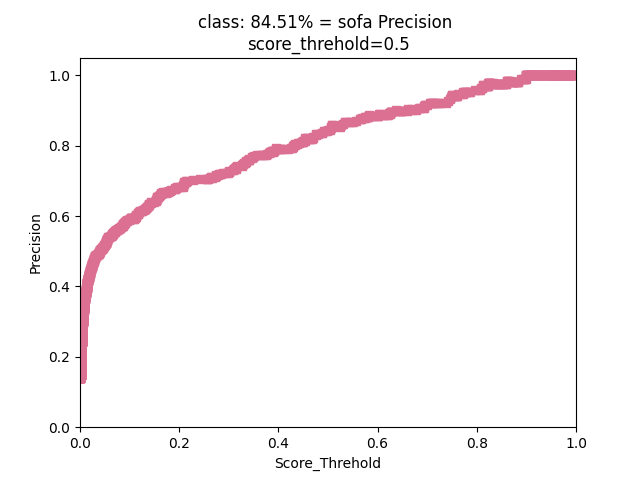 class: 84.51% = sofa Precision
score_threhold=0.5
1.0
0.8
0.6
0.4
0.2
0.0
Precision
0.0 0.2 0.4 0.6 0.8 1.0
Score_Threhold